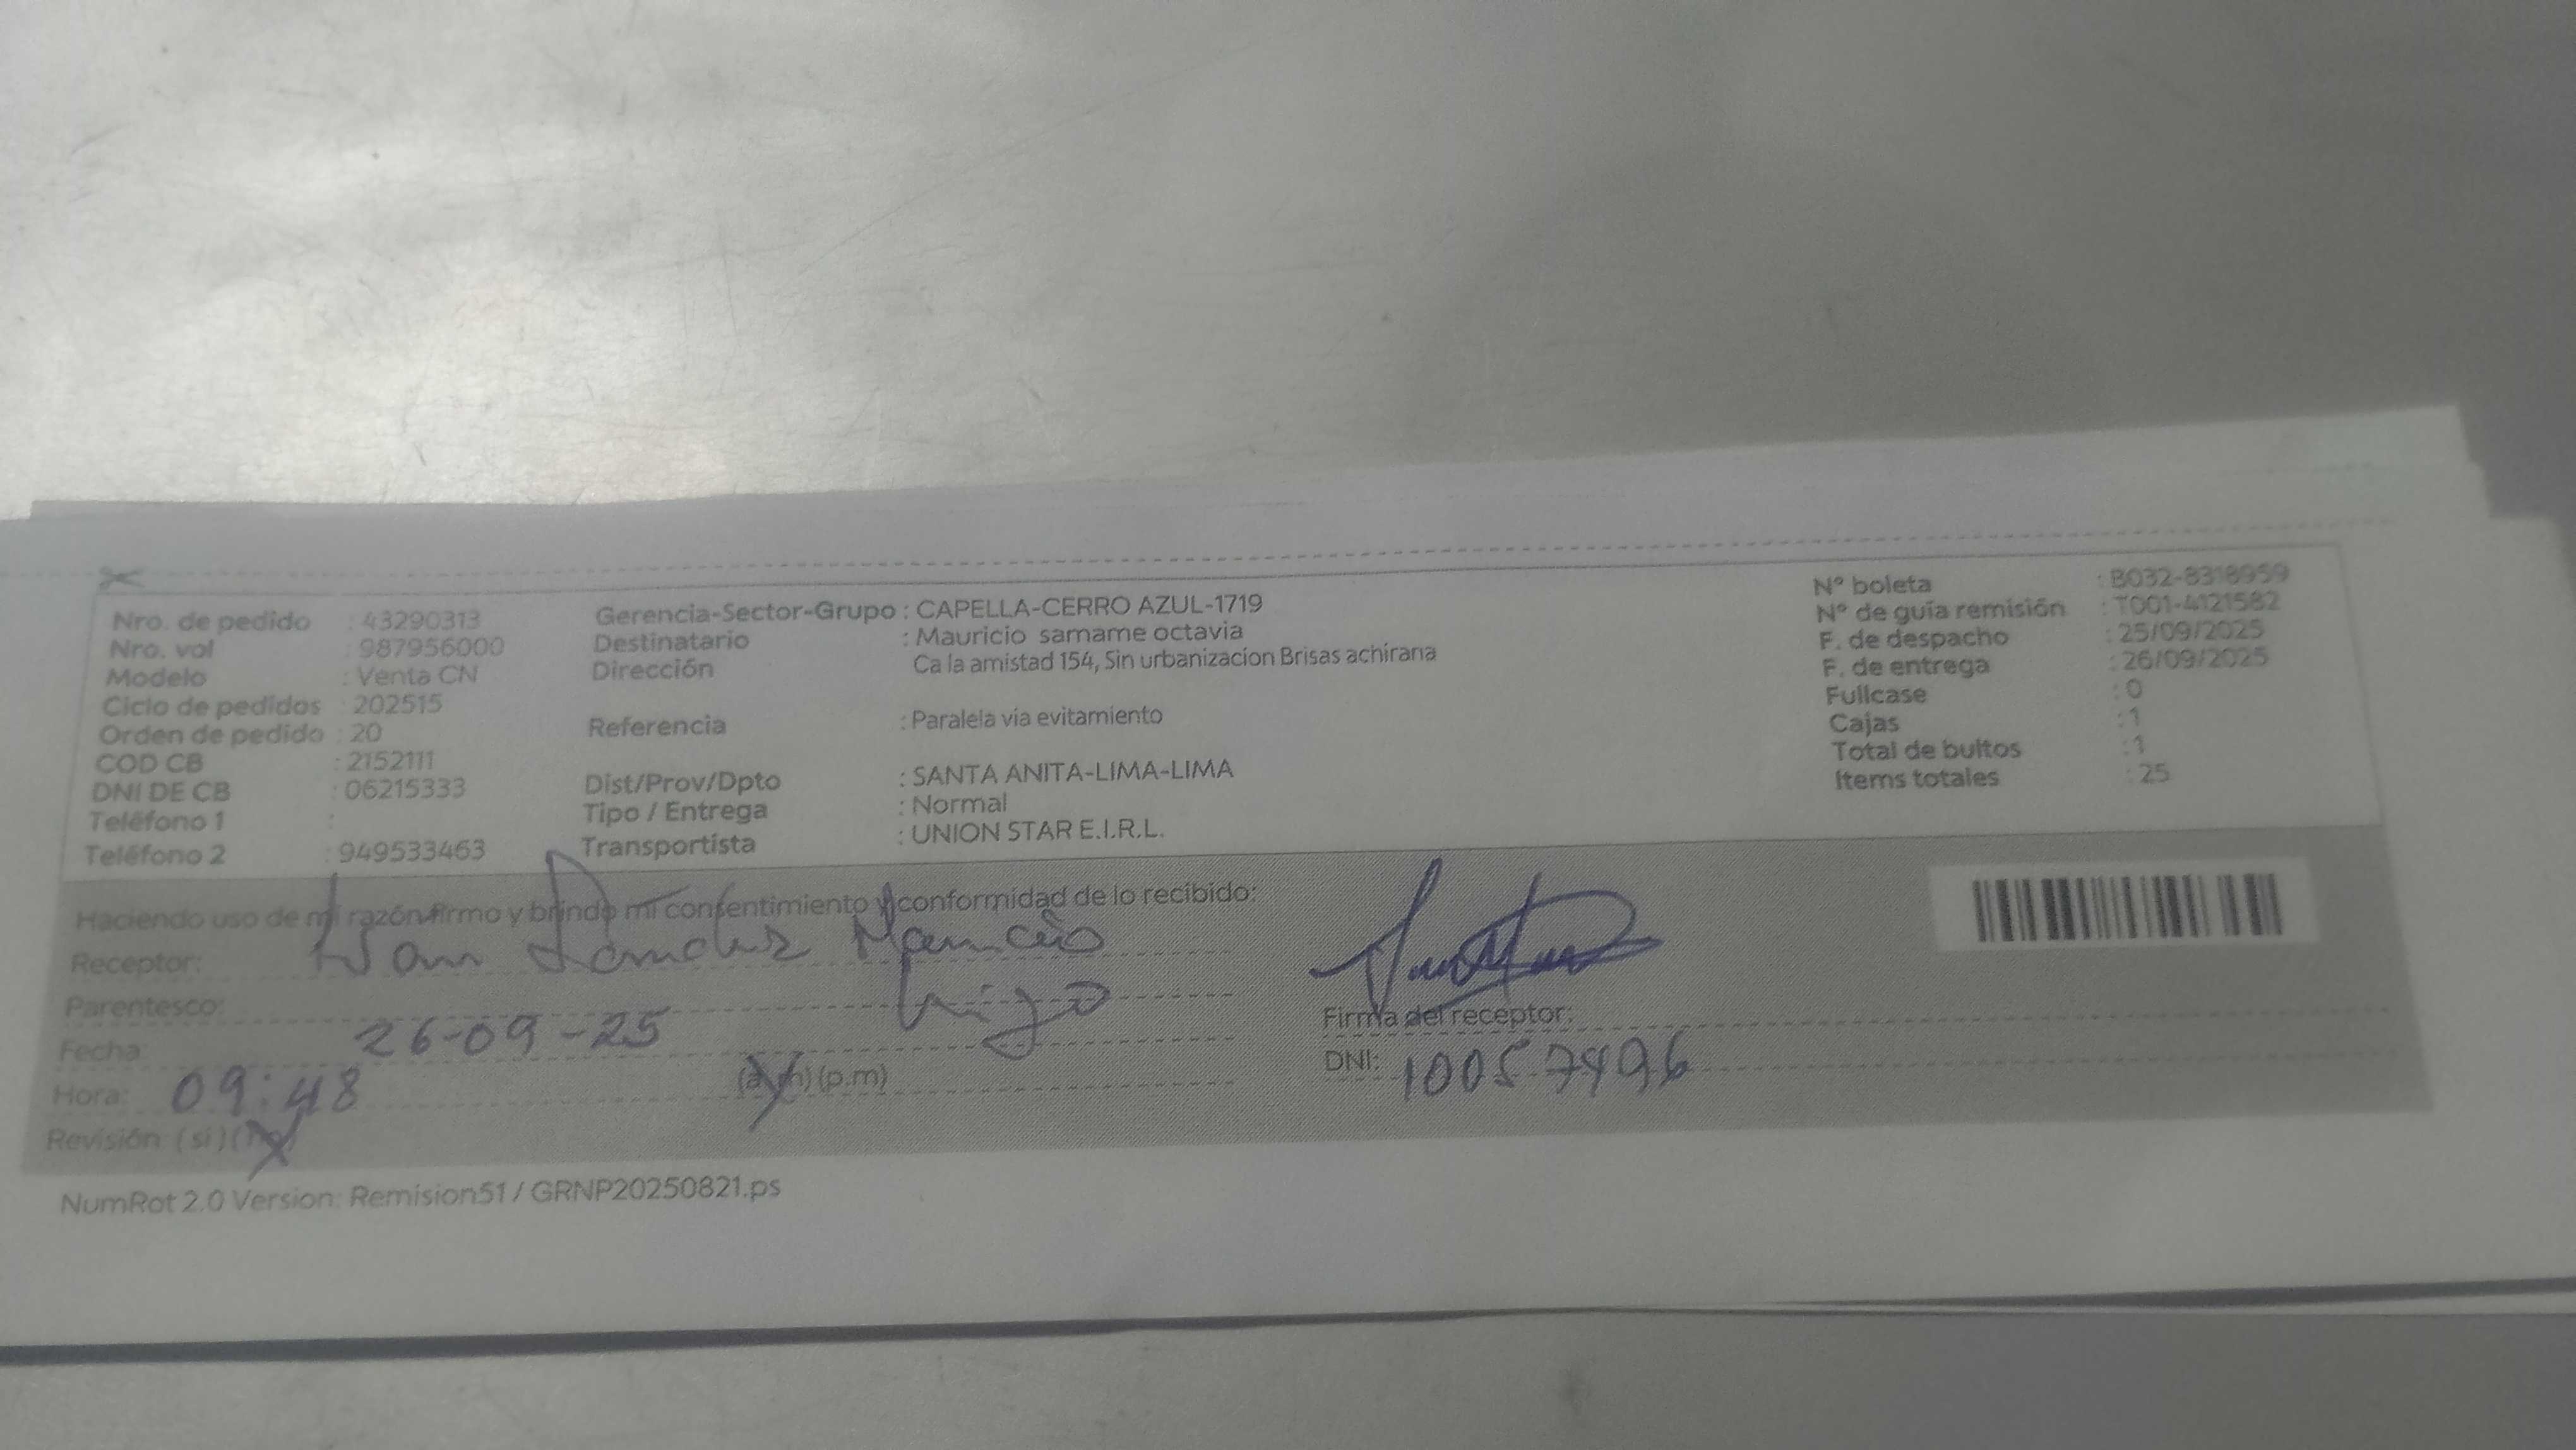 Nro. de pedido : 43290313
Nro. vol : 987956000
Modelo : Venta CN
Ciclo de pedidos : 202515
Orden de pedido : 20
COD CB : 2152111
DNI DE CB : 06215333
Teléfono 1 :
Teléfono 2 : 949533463
Gerencia-Sector-Grupo : CAPELLA-CERRO AZUL-1719
Destinatario : Mauricio samame octavia
Dirección Ca la amistad 154, Sin urbanizacion Brisas achirana
Referencia : Paralela via evitamiento
Dist/Prov/Dpto : SANTA ANITA-LIMA-LIMA
Tipo / Entrega : Normal
Transportista : UNION STAR E.I.R.L.
N° boleta : B032-8318959
N° de guía remisión : T001-4121582
F. de despacho : 25/09/2025
F. de entrega : 26/09/2025
Fullcase : 0
Cajas : 1
Total de bultos : 1
Items totales : 25
Haciendo uso de mi razón firmo y brindo mi consentimiento y conformidad de lo recibido:
Receptor: Sanchez Mauricio
Parentesco: hijo
Fecha: 26-09-25
Hora: 09:48 (a.m) (p.m)
Revisión (si) (no)
Firma del receptor:
DNI: 10057496
NumRot 2.0 Version: Remision51 / GRNP20250821.ps